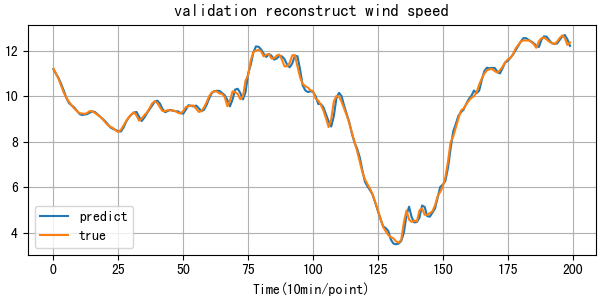 validation reconstruct wind speed
12
10
8
6
4
predict
true
0 25 50 75 100 125 150 175 200
Time(10min/point)